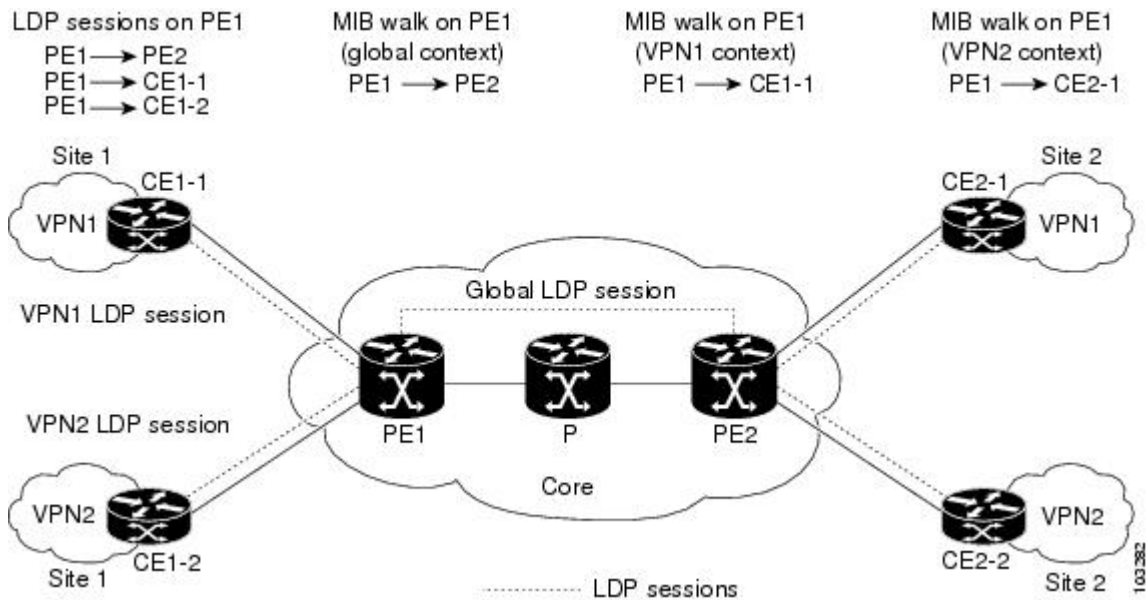 LDP sessions on PE1
PE1 → PE2
PE1 → CE1-1
PE1 → CE1-2
MIB walk on PE1
(global context)
PE1 → PE2
MIB walk on PE1
(VPN1 context)
PE1 → CE1-1
MIB walk on PE1
(VPN2 context)
PE1 → CE2-1
Site 1
CE1-1
VPN1
Site 2
CE2-1
VPN1
Global LDP session
VPN1 LDP session
VPN2 LDP session
PE1
P
PE2
Core
VPN2
CE1-2
Site 1
VPN2
CE2-2
Site 2
LDP sessions
103282